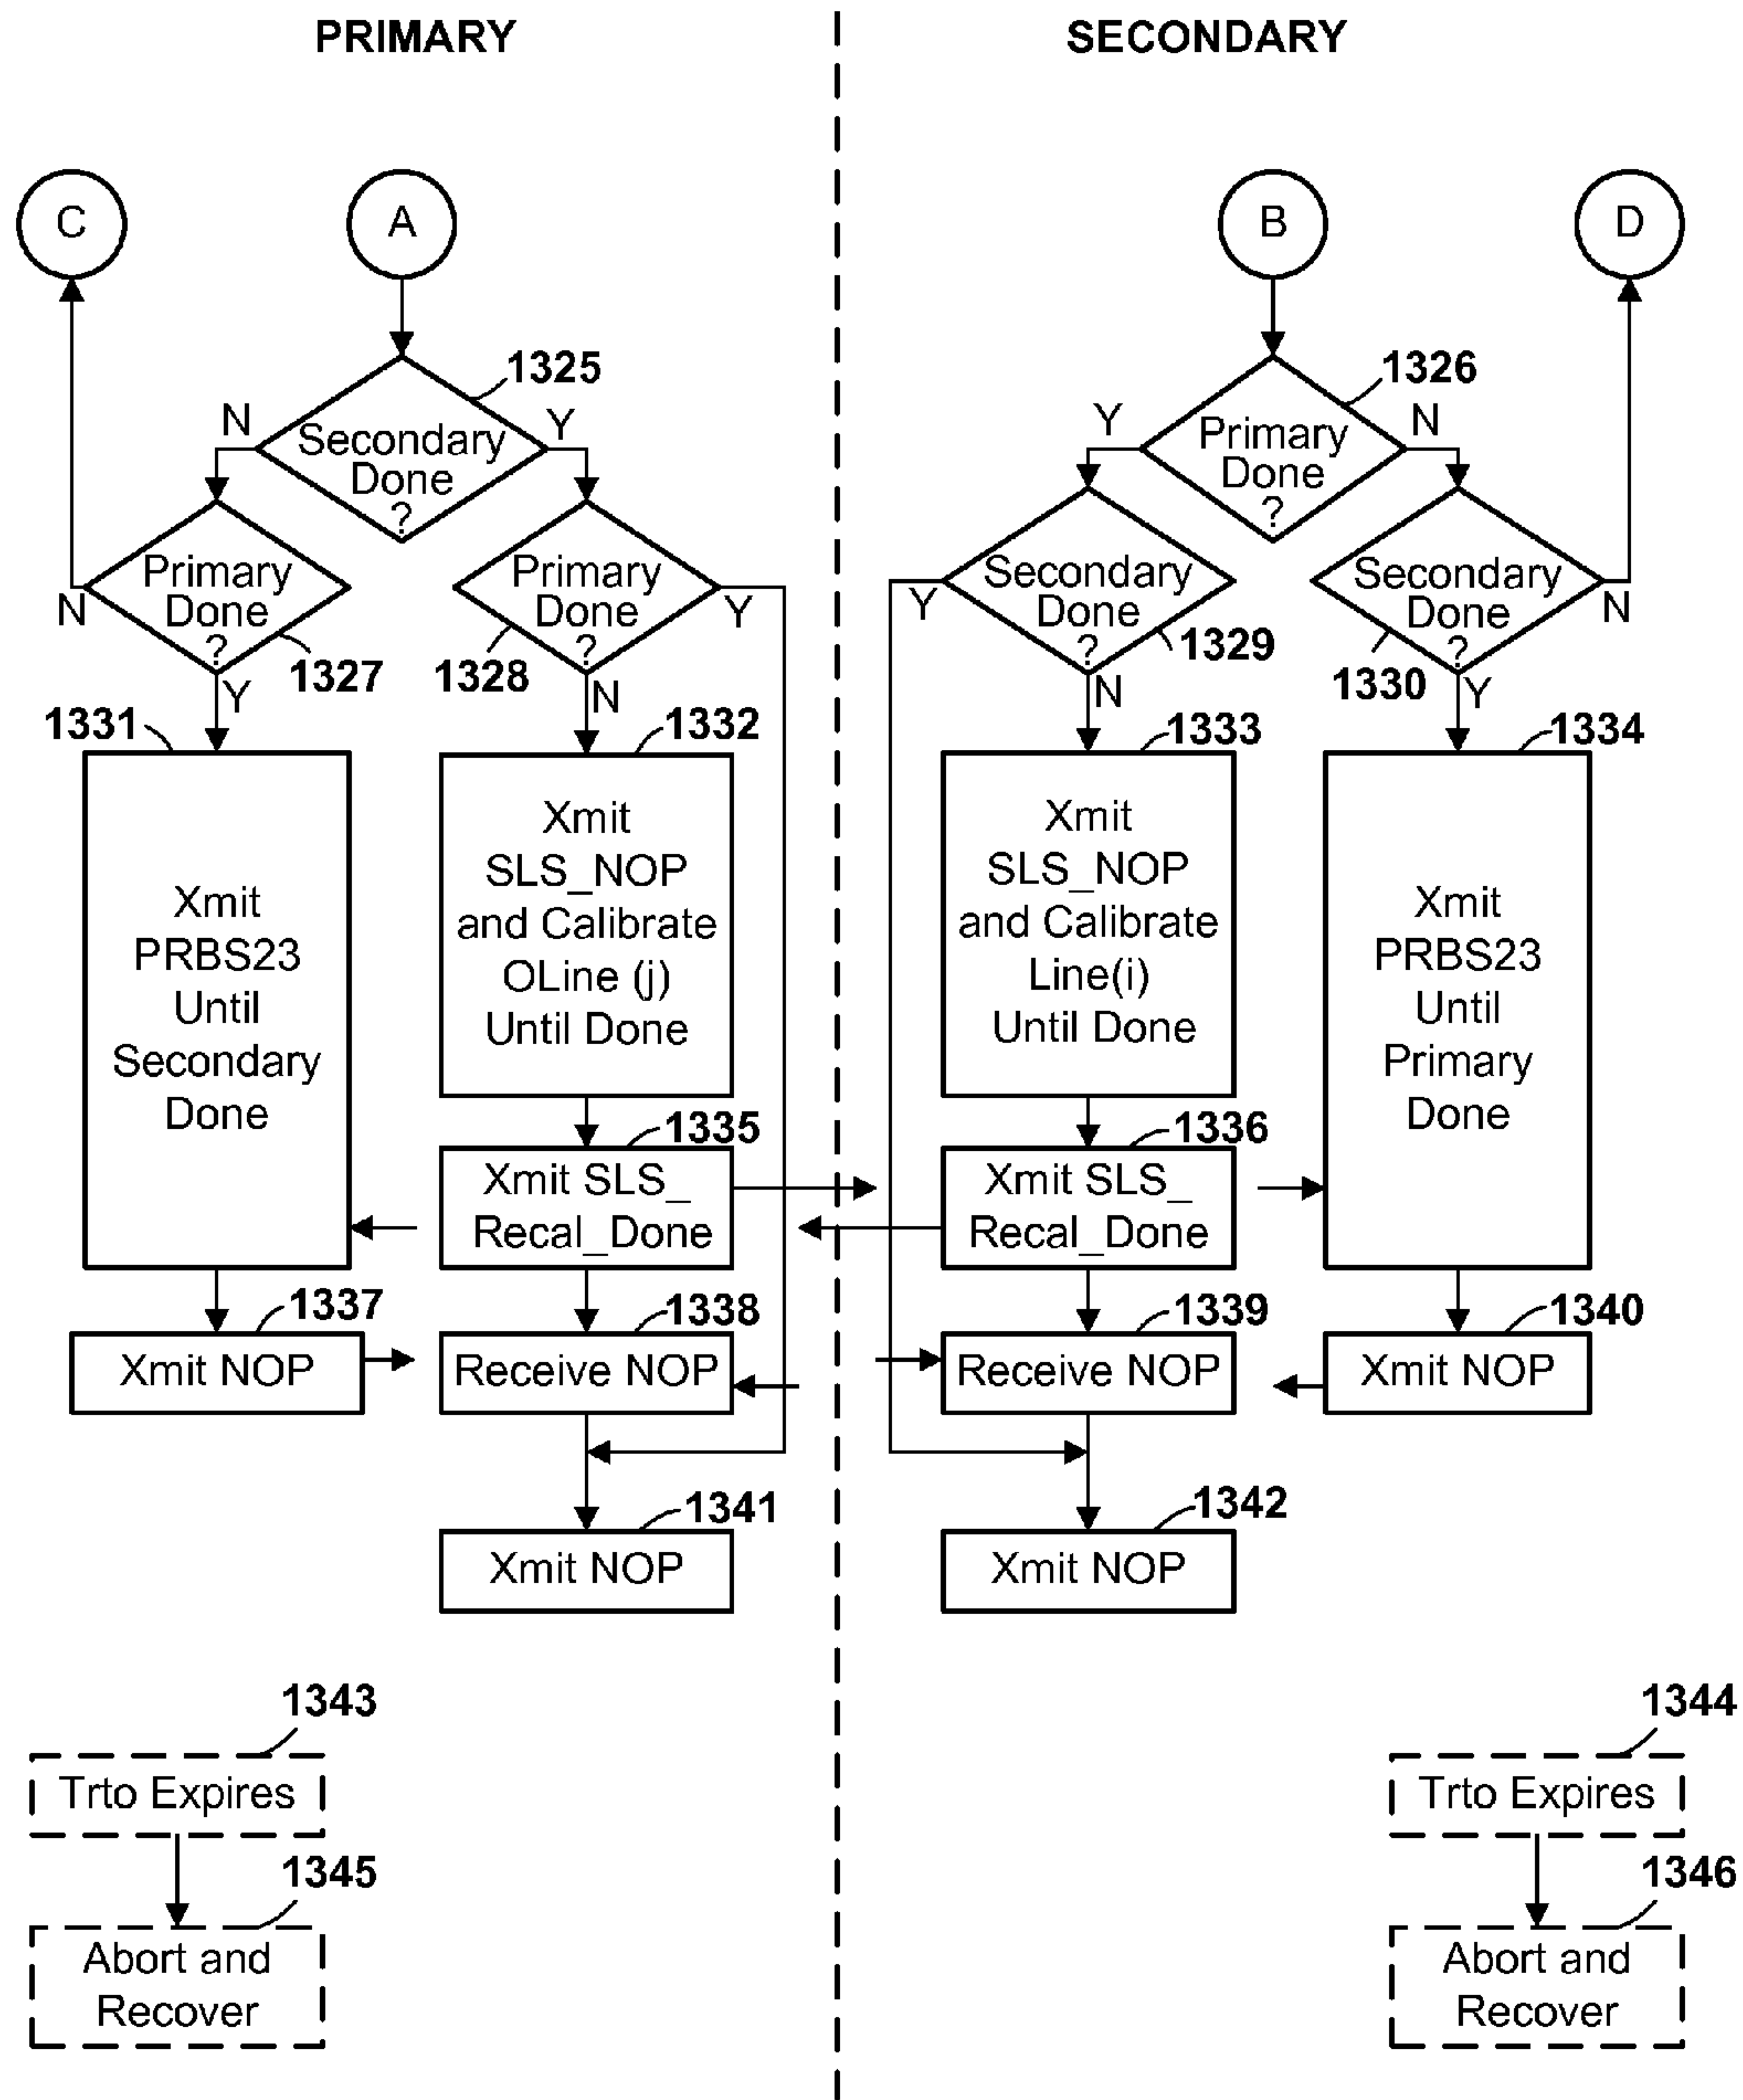 PRIMARY
SECONDARY
C
A
B
D
1325
1326
N
Y
Y
N
Secondary
Done
?
Primary
Done
?
Primary
Done
?
N
1327
Y
Primary
Done
?
Y
1328
N
Secondary
Done
?
Y
1329
N
Secondary
Done
?
N
1330
Y
1331
1332
1333
1334
Xmit
PRBS23
Until
Secondary
Done
Xmit
SLS_NOP
and Calibrate
OLine (j)
Until Done
Xmit
SLS_NOP
and Calibrate
Line(i)
Until Done
Xmit
PRBS23
Until
Primary
Done
1335
1336
Xmit SLS_
Recal_Done
Xmit SLS_
Recal_Done
1337
1338
1339
1340
Xmit NOP
Receive NOP
Receive NOP
Xmit NOP
1341
1342
Xmit NOP
Xmit NOP
1343
1344
Trto Expires
Trto Expires
1345
1346
Abort and
Recover
Abort and
Recover